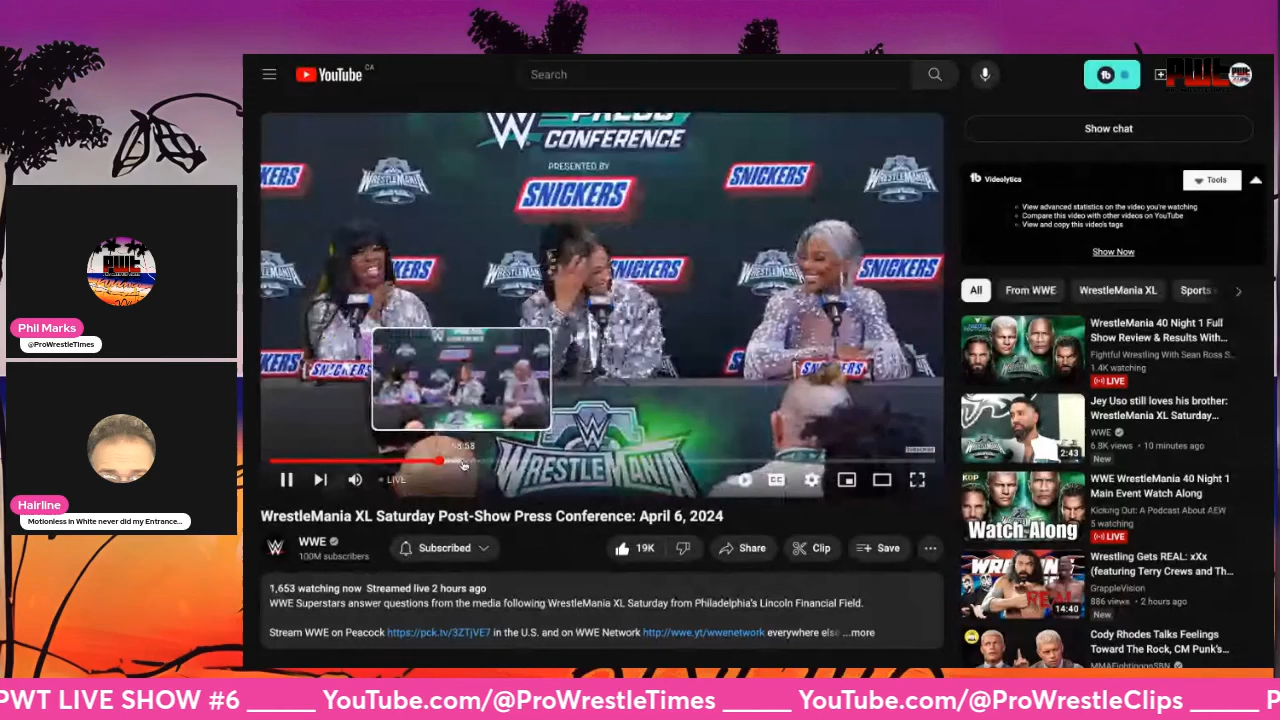 YouTube CA
Search
PWT
Show chat
PRESS
CONFERENCE
PRESENTED BY
SNICKERS
WRESTLEMANIA
SNICKERS
SNICKERS
WRESTLEMANIA
Videolytics
Tools
View advanced statistics on the video you're watching
Compare this video with other videos on YouTube
View and copy this video's tags
Show Now
All
From WWE
WrestleMania XL
Sports
PWT
Phil Marks
@ProWrestleTimes
Hairline
Motionless in White never did my Entrance...
WRESTLEMANIA
LIVE
WrestleMania XL Saturday Post-Show Press Conference: April 6, 2024
WWE
100M subscribers
Subscribed
19K
Share
Clip
Save
1,653 watching now Streamed live 2 hours ago
WWE Superstars answer questions from the media following WrestleMania XL Saturday from Philadelphia's Lincoln Financial Field.
Stream WWE on Peacock https://pck.tv/3ZTjVE7 in the U.S. and on WWE Network http://wwe.yt/wwenetwork everywhere else ...more
WrestleMania 40 Night 1 Full
Show Review & Results With...
Fightful Wrestling With Sean Ross S...
1.4K watching
LIVE
Jey Uso still loves his brother:
WrestleMania XL Saturday...
WWE
6.8K views • 10 minutes ago
New
2:43
WWE WrestleMania 40 Night 1
Main Event Watch Along
Kicking Out: A Podcast About AEW
5 watching
LIVE
KOP
Watch Along
Wrestling Gets REAL: xXx
(featuring Terry Crews and Th...
GrappleVision
886 views • 2 hours ago
New
14:40
Cody Rhodes Talks Feelings
Toward The Rock, CM Punk's...
PWT LIVE SHOW #6 _____ YouTube.com/@ProWrestleTimes _____ YouTube.com/@ProWrestleClips _____ P